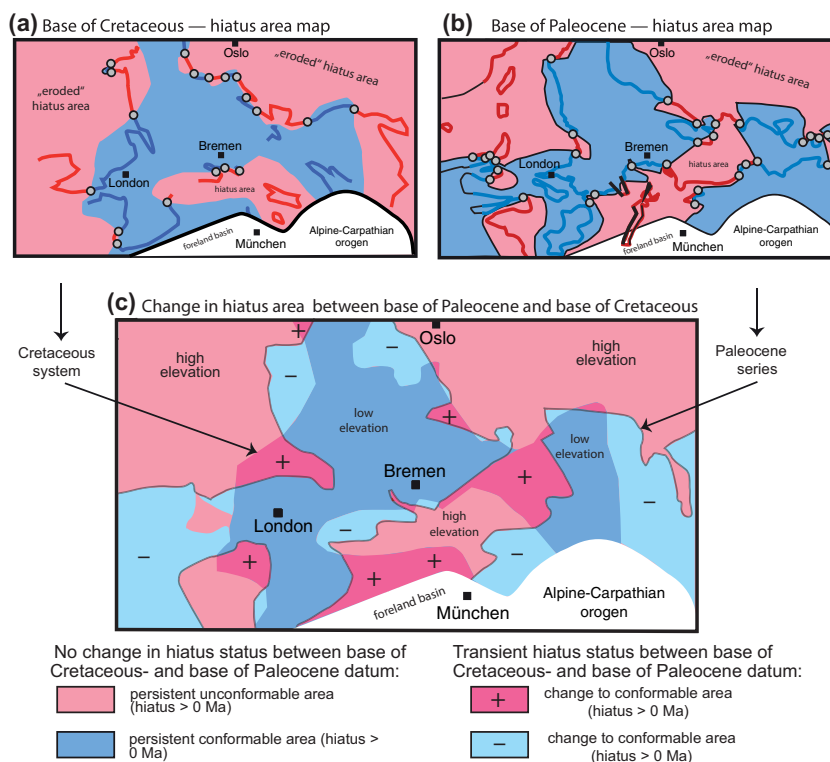 (a) Base of Cretaceous — hiatus area map
(b) Base of Paleocene — hiatus area map
Oslo
„eroded“
hiatus area
„eroded“ hiatus area
Bremen
London
hiatus area
foreland basin
München
Alpine-Carpathian
orogen
Oslo
„eroded“ hiatus area
Bremen
London
hiatus area
foreland basin
München
Alpine-Carpathian
orogen
(c) Change in hiatus area between base of Paleocene and base of Cretaceous
Cretaceous
system
Paleocene
series
+
Oslo
high
elevation
−
−
high
elevation
low
elevation
+
low
elevation
+
Bremen
+
London
−
high
elevation
−
−
−
+
+
+
foreland basin
München
Alpine-Carpathian
orogen
No change in hiatus status between base of
Cretaceous- and base of Paleocene datum:
persistent unconformable area
(hiatus > 0 Ma)
persistent conformable area (hiatus >
0 Ma)
Transient hiatus status between base of
Cretaceous- and base of Paleocene datum:
+ change to conformable area
(hiatus > 0 Ma)
− change to conformable area
(hiatus > 0 Ma)